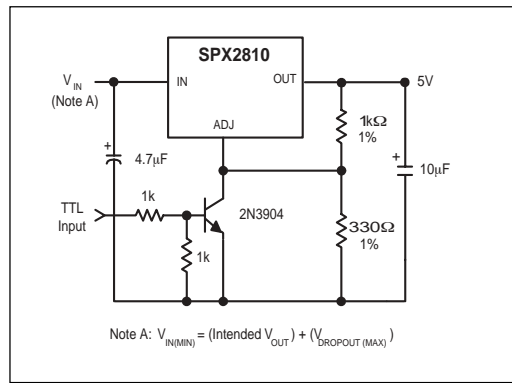 SPX2810
V IN
(Note A)
IN
OUT
5V
ADJ
1kΩ
1%
+
4.7μF
+
10μF
1k
TTL
Input
2N3904
330Ω
1%
1k
Note A: V IN(MIN) = (Intended V OUT) + (V DROPOUT (MAX))